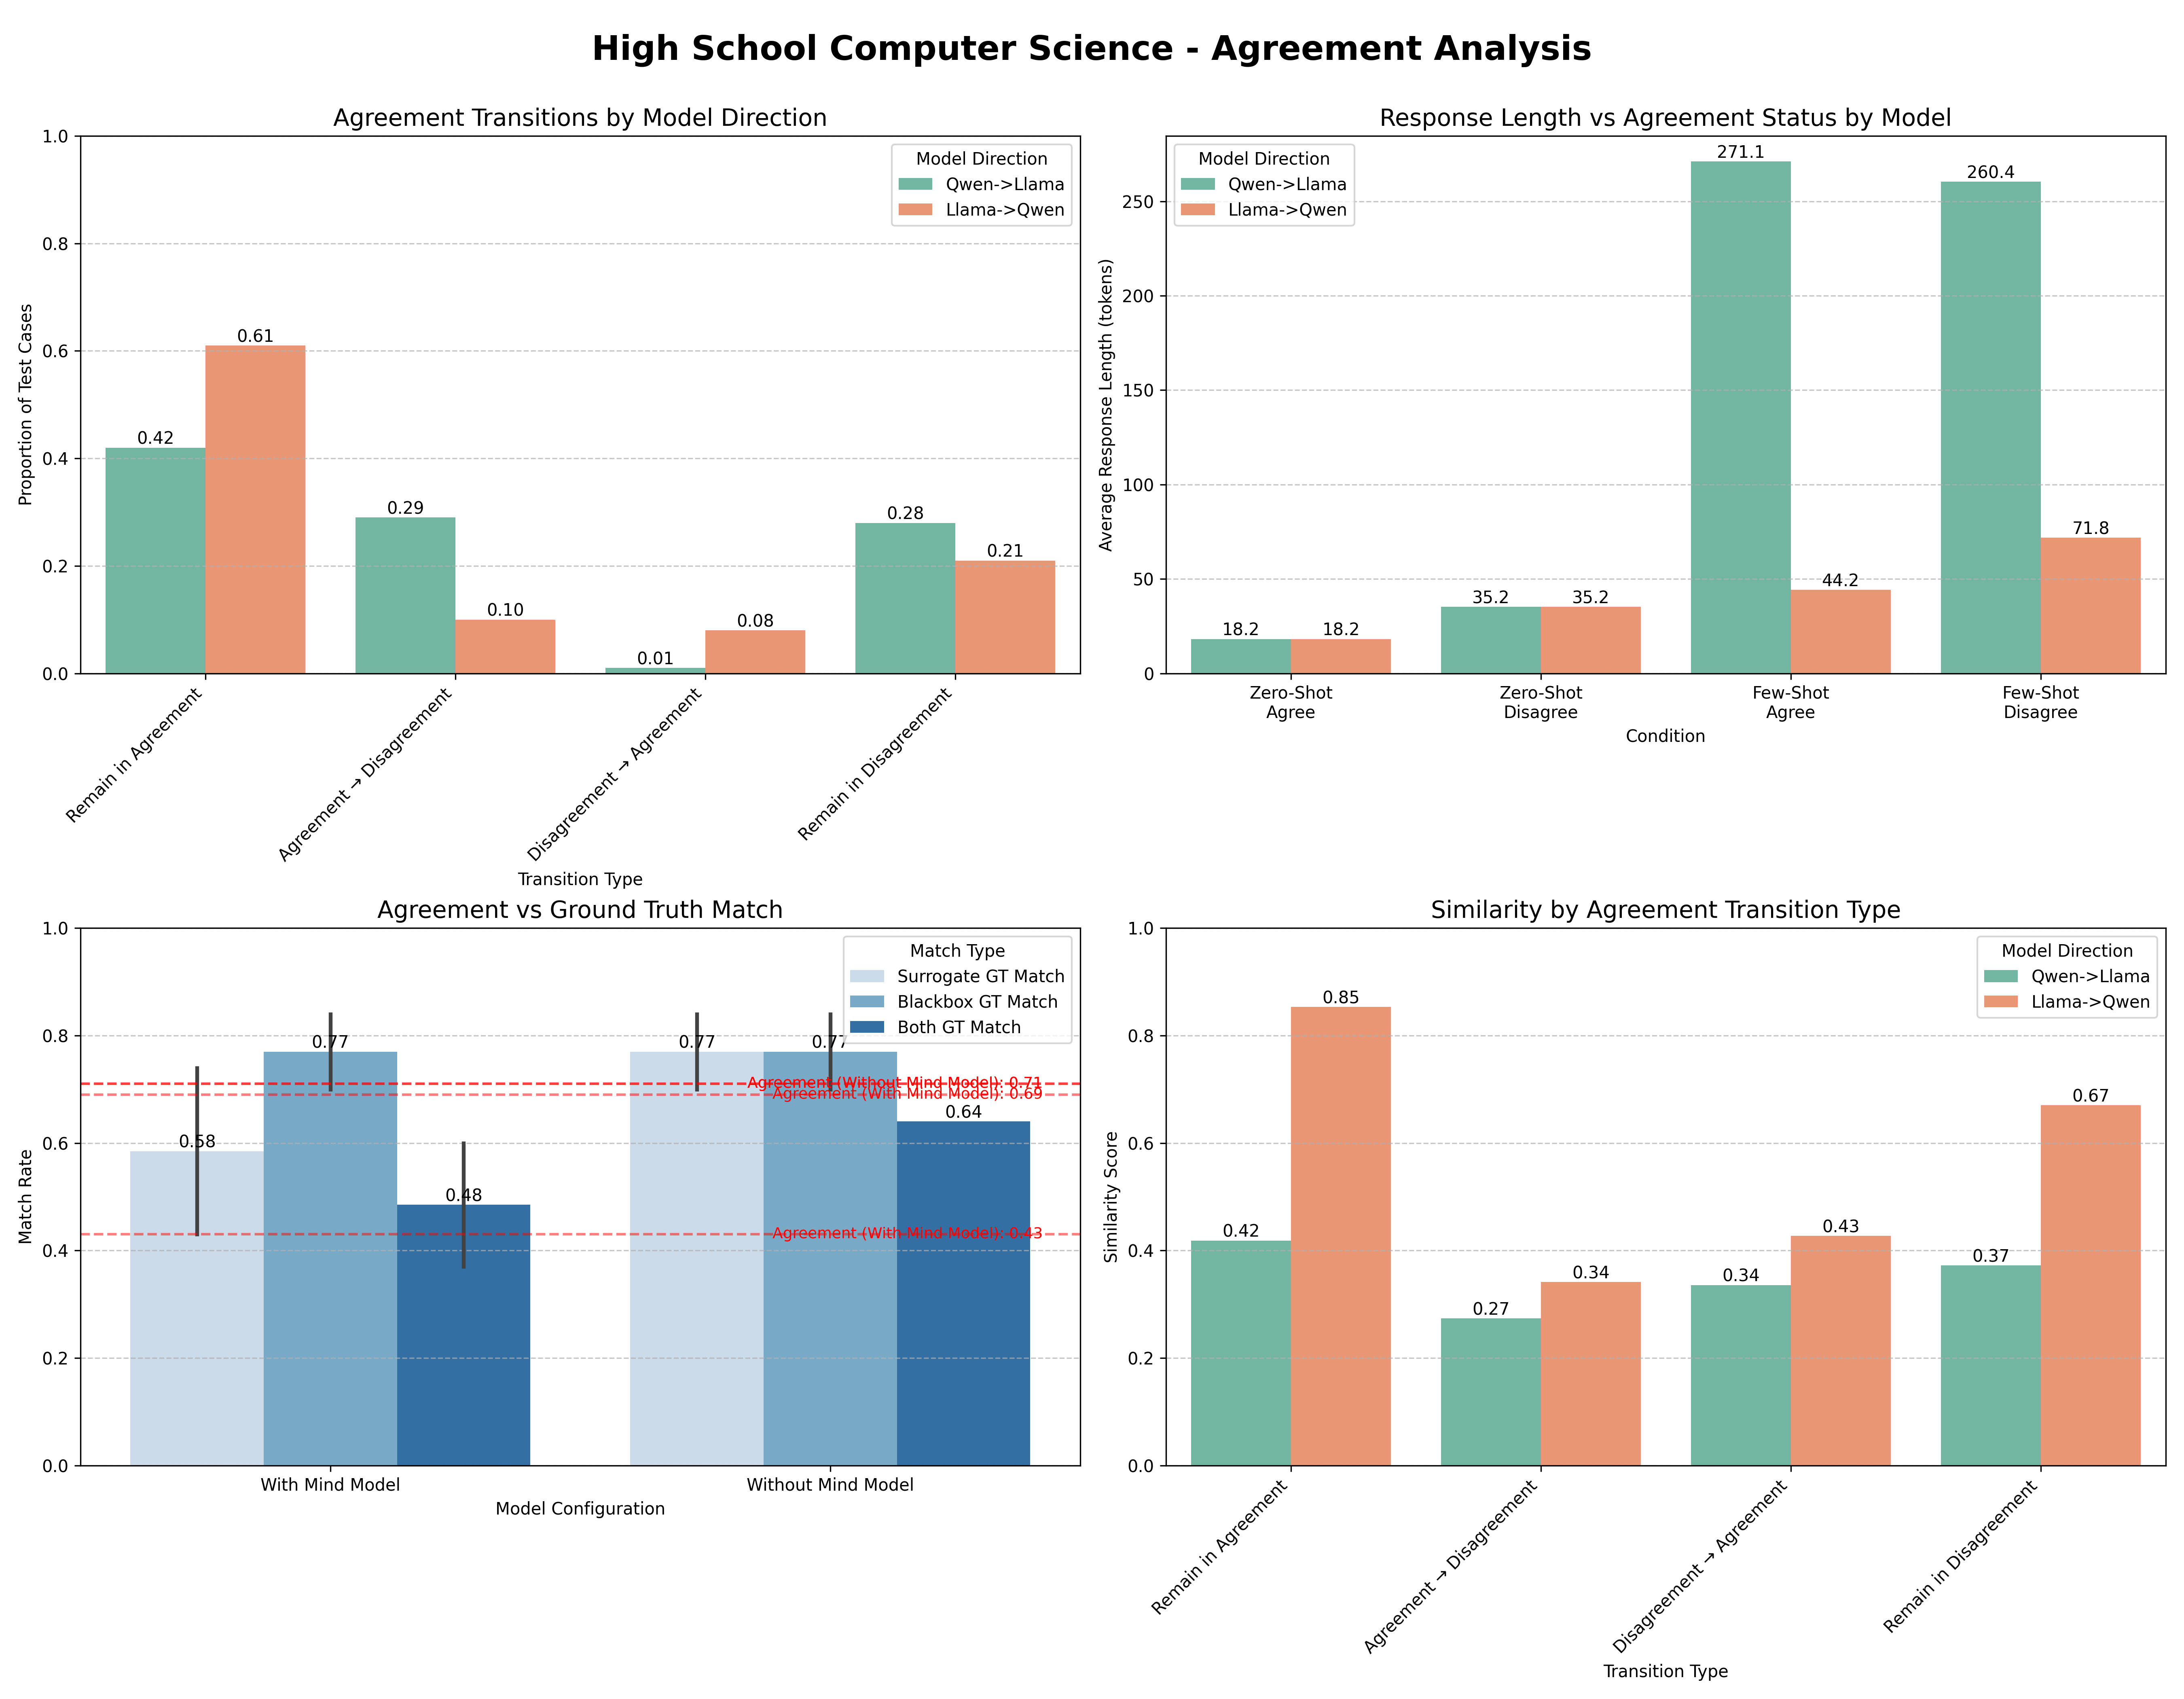 High School Computer Science - Agreement Analysis
Agreement Transitions by Model Direction
Model Direction
Qwen->Llama
Llama->Qwen
Proportion of Test Cases
1.0
0.8
0.6
0.4
0.2
0.0
0.42
0.61
0.29
0.10
0.01
0.08
0.28
0.21
Remain in Agreement
Agreement → Disagreement
Disagreement → Agreement
Remain in Disagreement
Transition Type
Response Length vs Agreement Status by Model
Model Direction
Qwen->Llama
Llama->Qwen
Average Response Length (tokens)
250
200
150
100
50
0
18.2
18.2
35.2
35.2
271.1
44.2
260.4
71.8
Zero-Shot
Agree
Zero-Shot
Disagree
Few-Shot
Agree
Few-Shot
Disagree
Condition
Agreement vs Ground Truth Match
Match Type
Surrogate GT Match
Blackbox GT Match
Both GT Match
Match Rate
1.0
0.8
0.6
0.4
0.2
0.0
0.58
0.77
0.48
0.77
0.77
0.64
Agreement (Without Mind Model): 0.71
Agreement (With Mind Model): 0.69
Agreement (With Mind Model): 0.43
With Mind Model
Without Mind Model
Model Configuration
Similarity by Agreement Transition Type
Model Direction
Qwen->Llama
Llama->Qwen
Similarity Score
1.0
0.8
0.6
0.4
0.2
0.0
0.42
0.85
0.27
0.34
0.34
0.43
0.37
0.67
Remain in Agreement
Agreement → Disagreement
Disagreement → Agreement
Remain in Disagreement
Transition Type